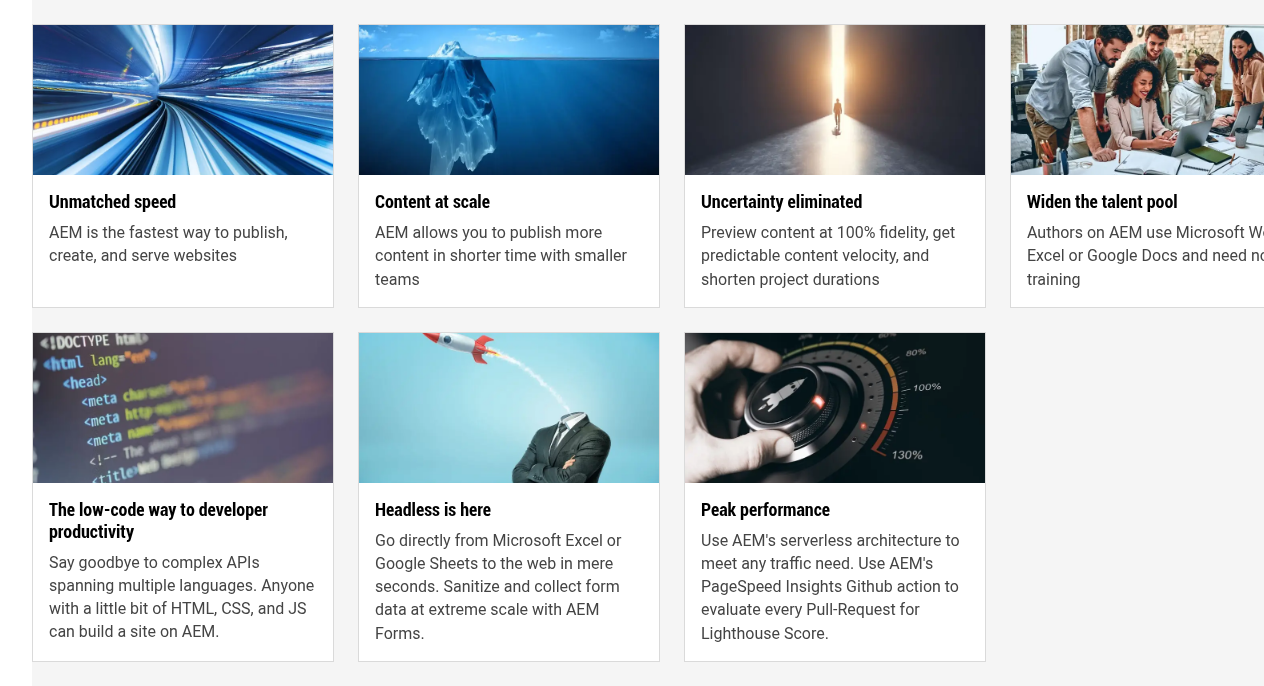 Unmatched speed
AEM is the fastest way to publish,
create, and serve websites
Content at scale
AEM allows you to publish more
content in shorter time with smaller
teams
Uncertainty eliminated
Preview content at 100% fidelity, get
predictable content velocity, and
shorten project durations
Widen the talent pool
Authors on AEM use Microsoft
Excel or Google Docs and need
training
<!DOCTYPE html>
<html lang="en">
<head>
<meta
<meta
<meta
<!-- The
<title>
The low-code way to developer
productivity
Say goodbye to complex APIs
spanning multiple languages. Anyone
with a little bit of HTML, CSS, and JS
can build a site on AEM.
Headless is here
Go directly from Microsoft Excel or
Google Sheets to the web in mere
seconds. Sanitize and collect form
data at extreme scale with AEM
Forms.
80%
100%
130%
Peak performance
Use AEM's serverless architecture to
meet any traffic need. Use AEM's
PageSpeed Insights Github action to
evaluate every Pull-Request for
Lighthouse Score.